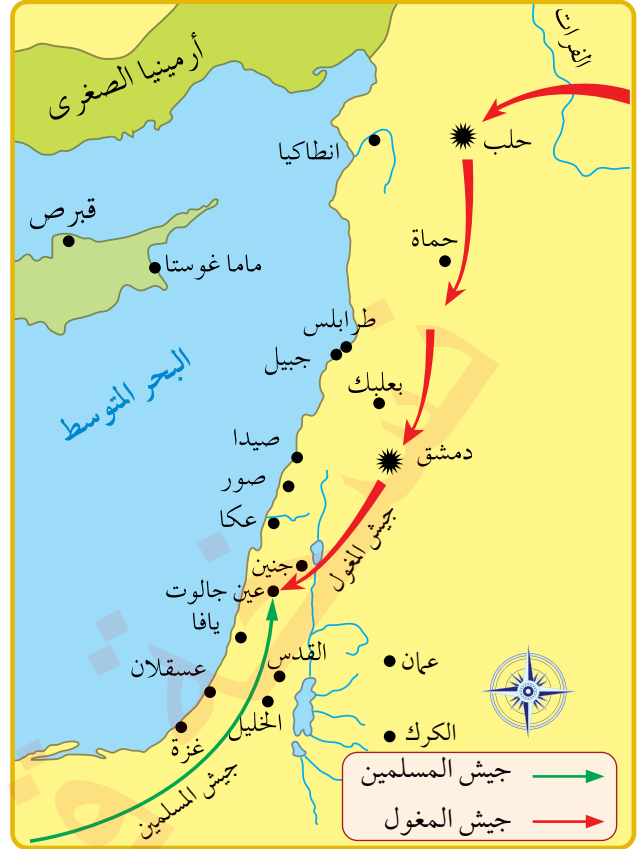 أرمينيا الصغرى
الفرات
حلب
انطاكيا
قبرص
حماة
ماما غوستا
طرابلس
جبيل
البحر المتوسط
بعلبك
صيدا
دمشق
صور
عكا
جيش المغول
جنين
عين جالوت
يافا
القدس
عمان
عسقلان
الخليل
غزة
الكرك
جيش المسلمين
جيش المسلمين
جيش المغول